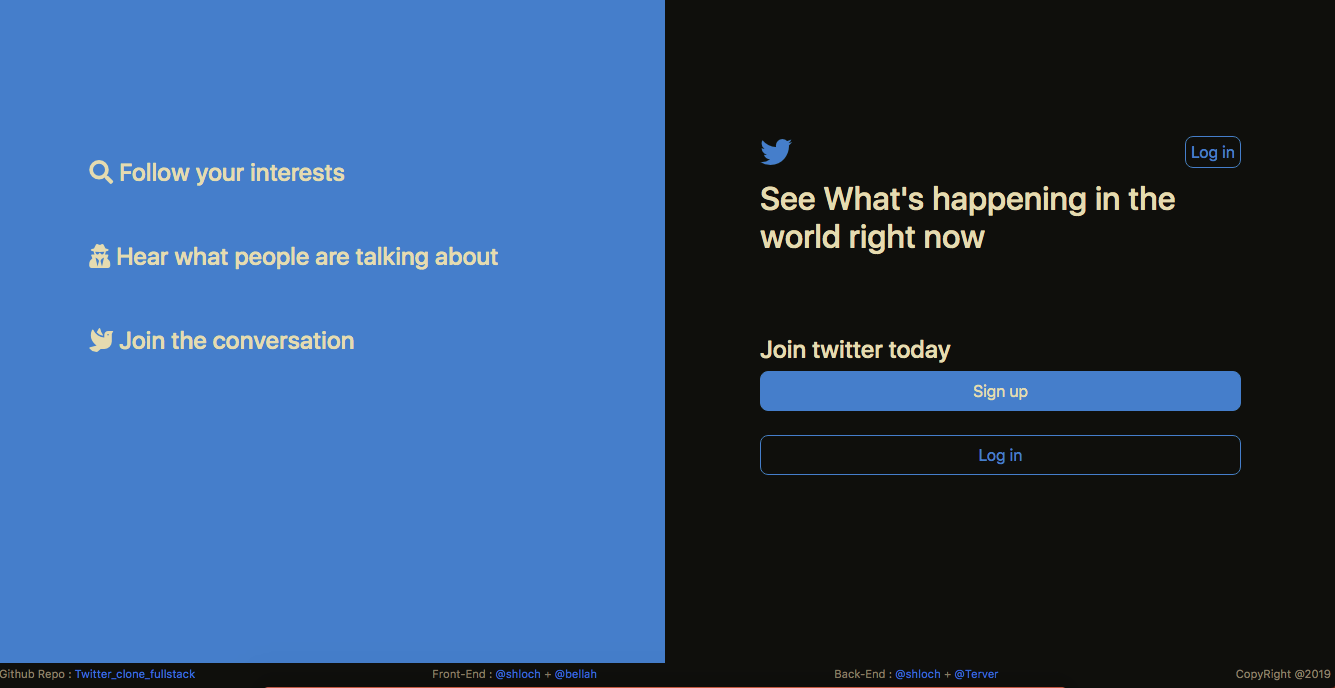 Follow your interests
Hear what people are talking about
Join the conversation
Log in
See What's happening in the
world right now
Join twitter today
Sign up
Log in
Github Repo : Twitter_clone_fullstack
Front-End : @shloch + @bellah
Back-End : @shloch + @Terver
CopyRight @2019